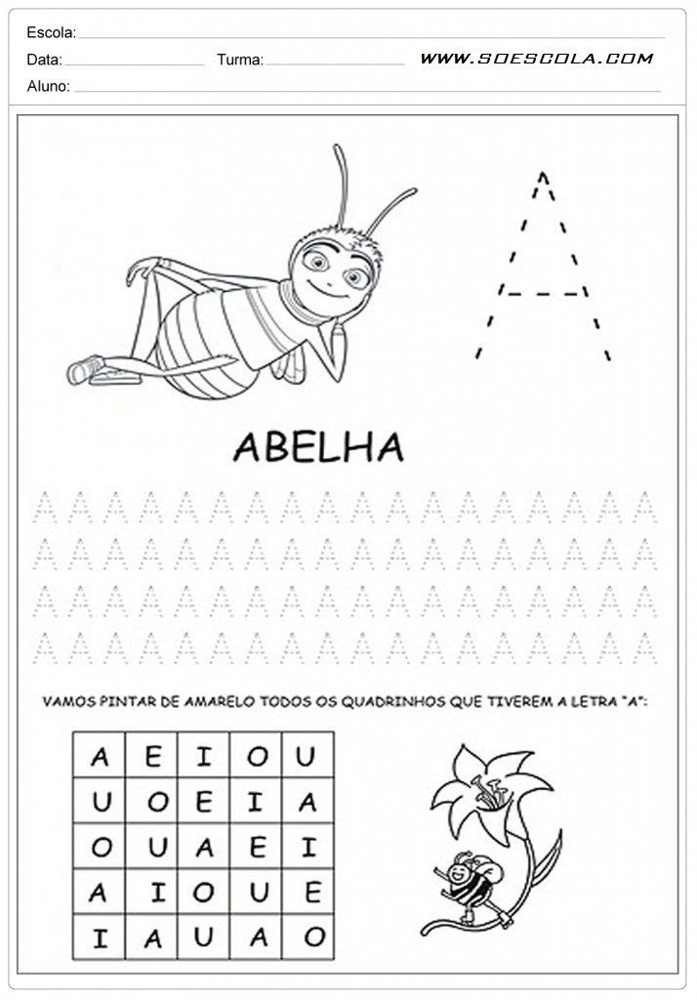 Escola:
Data: Turma: WWW.SOESCOLA.COM
Aluno:
A
ABELHA
A A A A A A A A A A A A A A A A A A
A A A A A A A A A A A A A A A A A A
A A A A A A A A A A A A A A A A A A
A A A A A A A A A A A A A A A A A A
VAMOS PINTAR DE AMARELO TODOS OS QUADRINHOS QUE TIVEREM A LETRA "A":
A E I O U
U O E I A
O U A E I
A I O U E
I A U A O